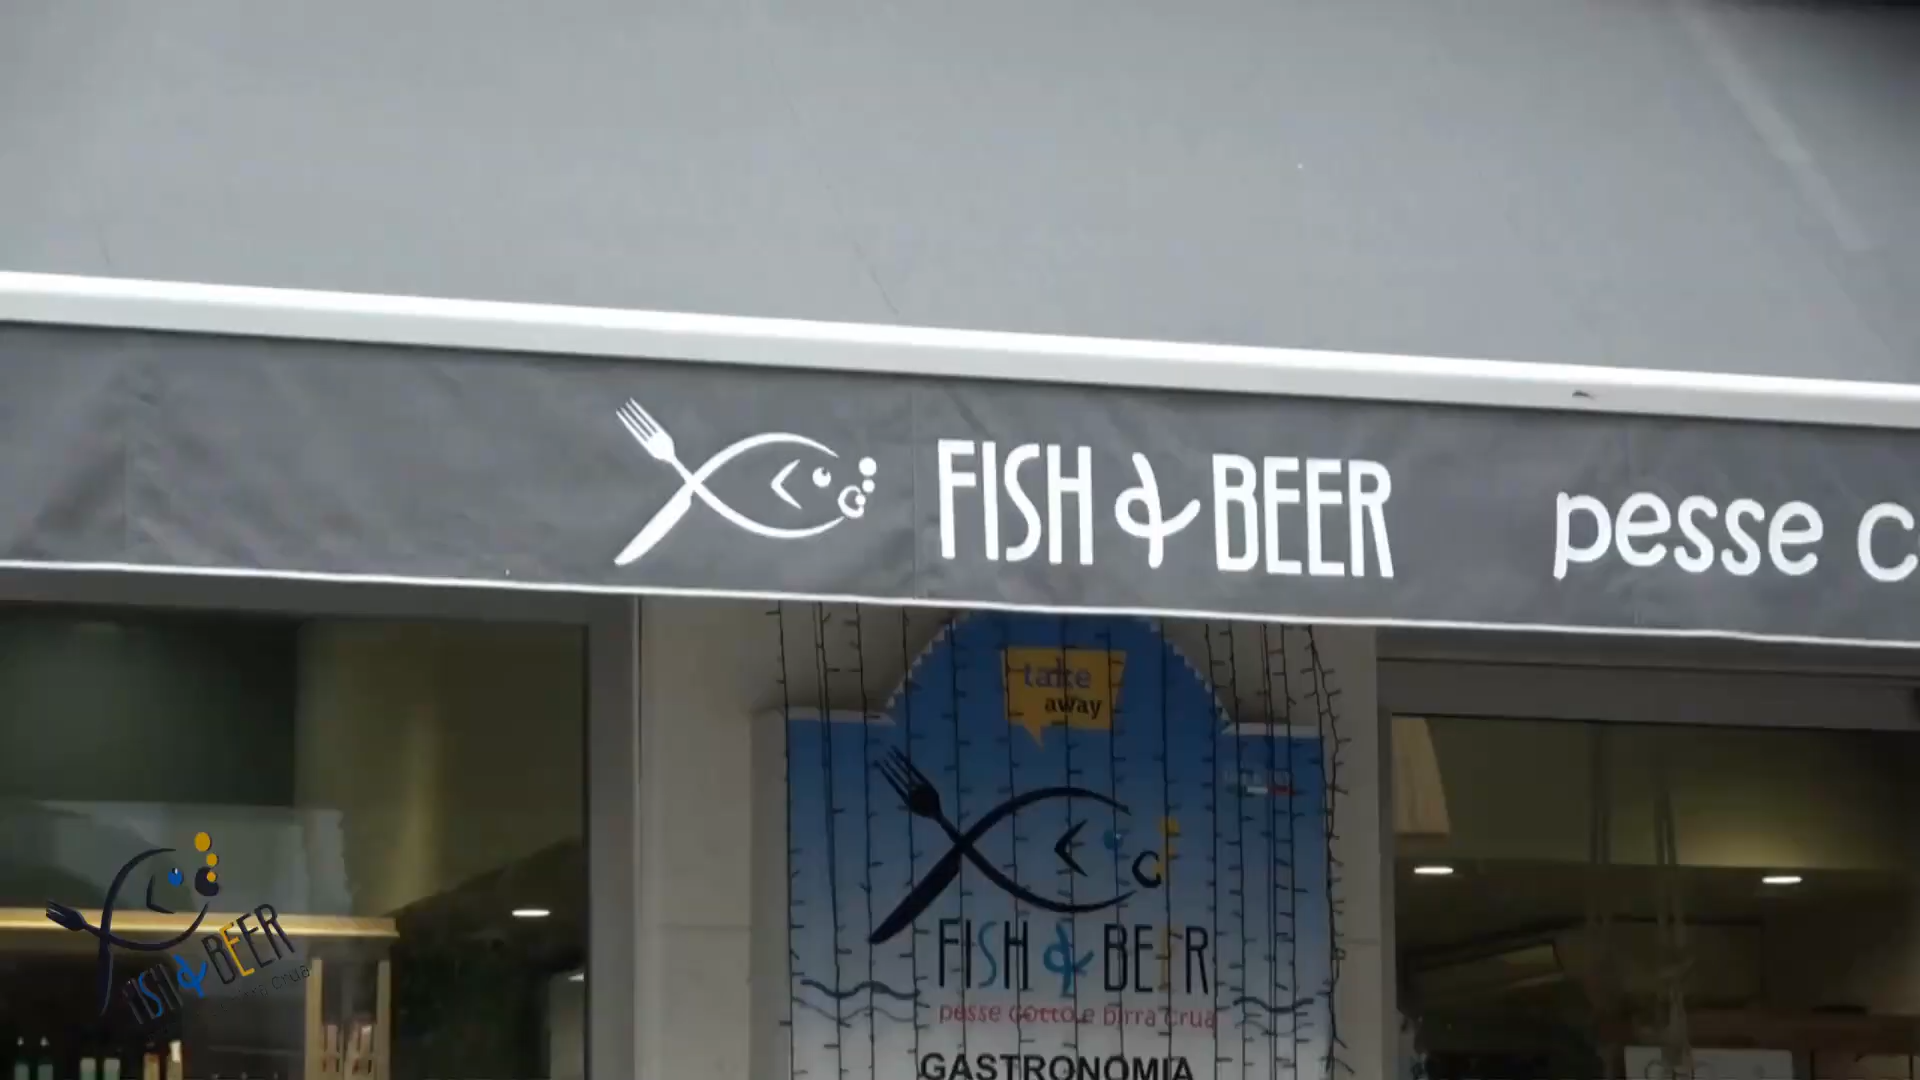 FISH & BEER
pesse c
take
away
FISH & BEER
pesse cotto e birra crua
GASTRONOMIA
FISH & BEER